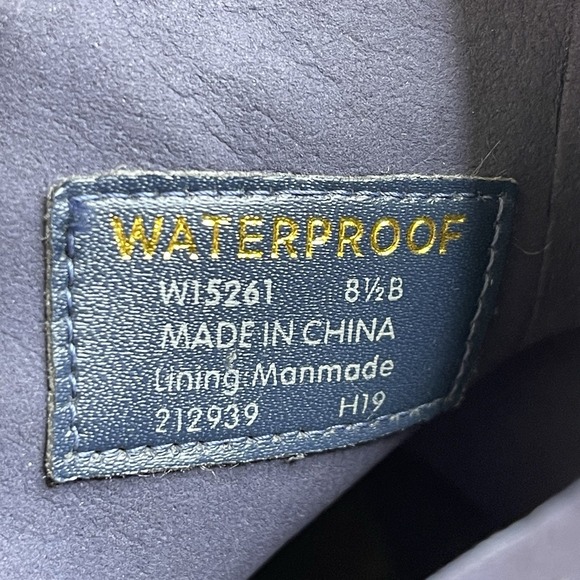 WATERPROOF
W15261 8½B
MADE IN CHINA
Lining Manmade
212939 H19